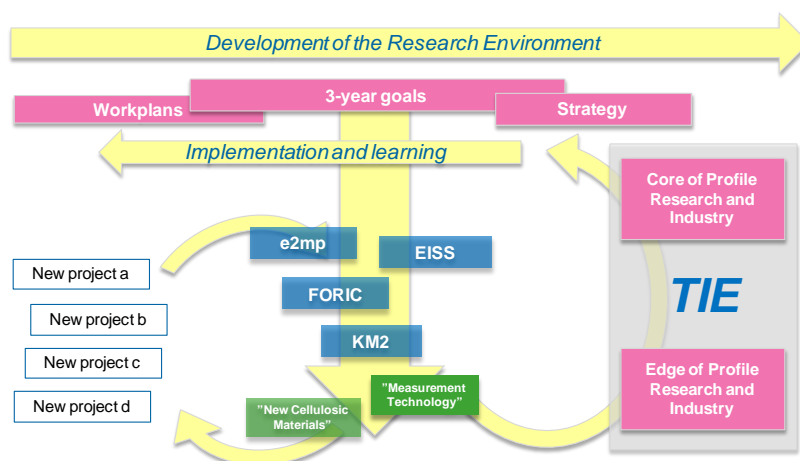 Development of the Research Environment
3-year goals
Workplans
Strategy
Implementation and learning
Core of Profile
Research and
Industry
e2mp
EISS
New project a
FORIC
TIE
New project b
KM2
New project c
Edge of Profile
Research and
Industry
"Measurement
Technology"
New project d
"New Cellulosic
Materials"